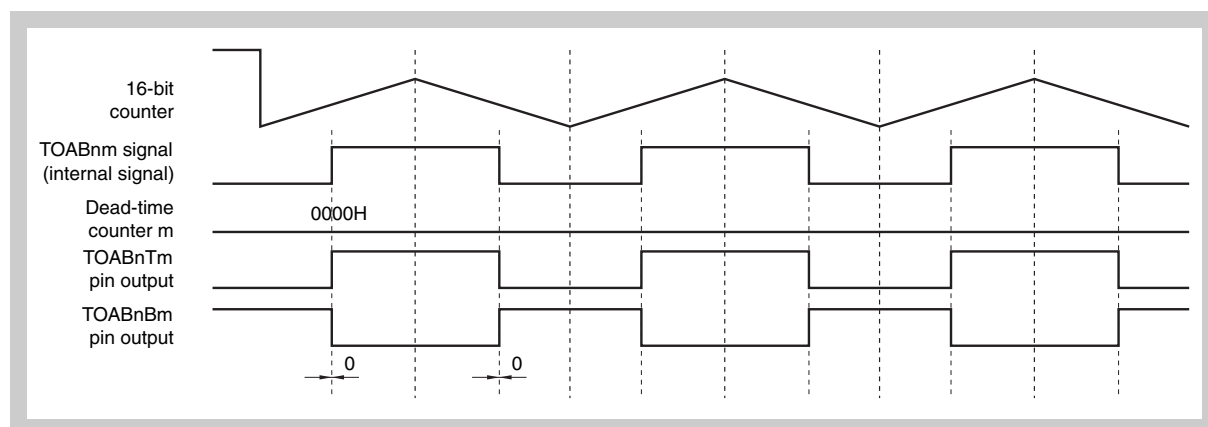 16-bit
counter
TOABnm signal
(internal signal)
Dead-time
counter m
0000H
TOABnTm
pin output
TOABnBm
pin output
0
0